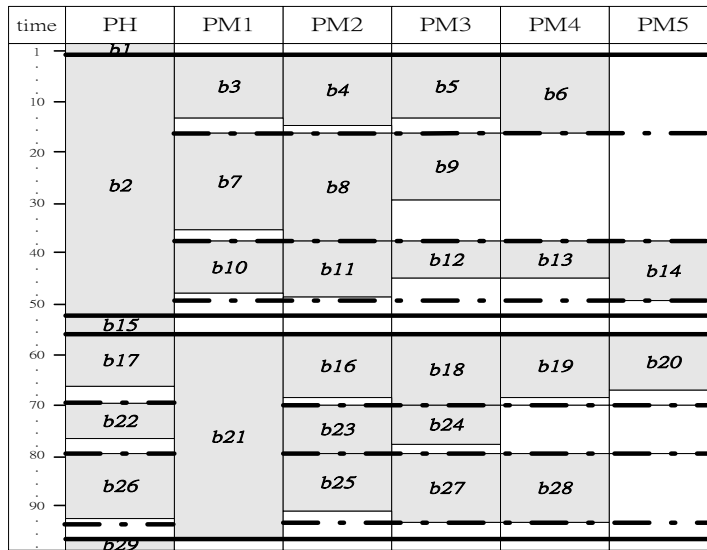 time PH PM1 PM2 PM3 PM4 PM5
1 b1
b3 b4 b5 b6
10
20
b2 b7 b8 b9
30
40
b10 b11 b12 b13 b14
50
b15
60 b17 b16 b18 b19 b20
70
b22 b21 b23 b24
80
b26 b25 b27 b28
90
b29